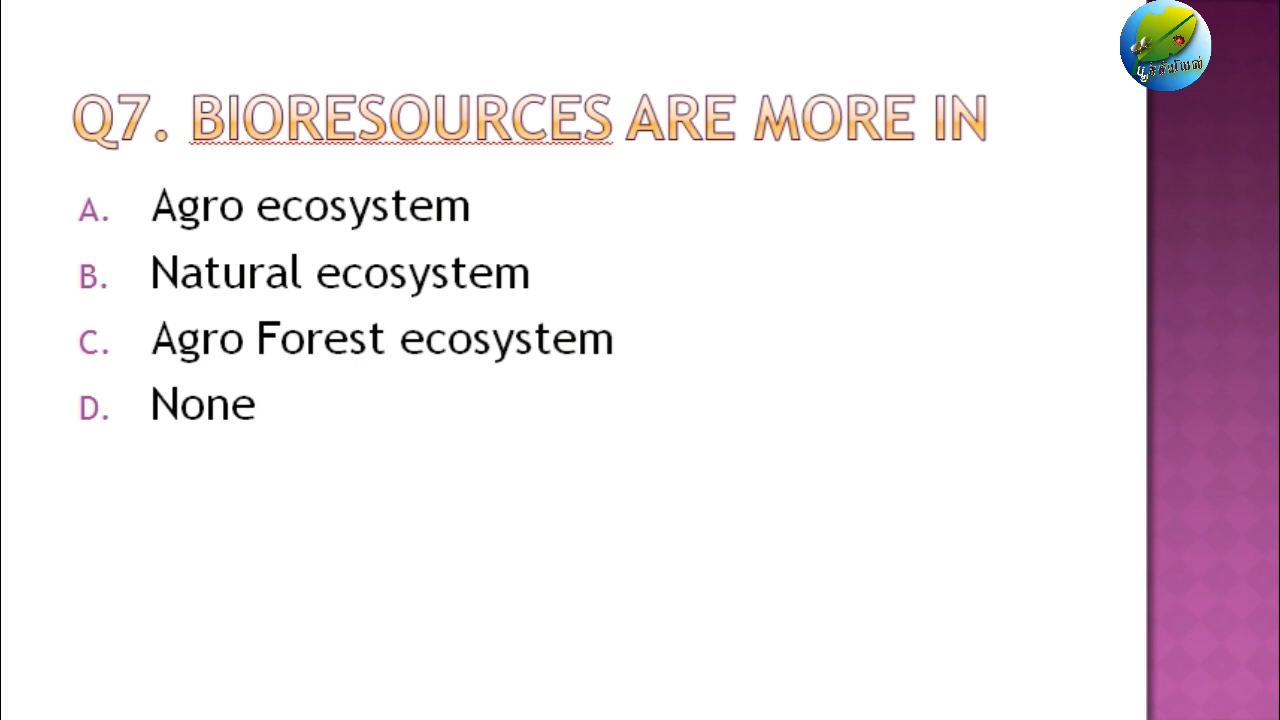 Q7. BIORESOURCES ARE MORE IN
A. Agro ecosystem
B. Natural ecosystem
C. Agro Forest ecosystem
D. None